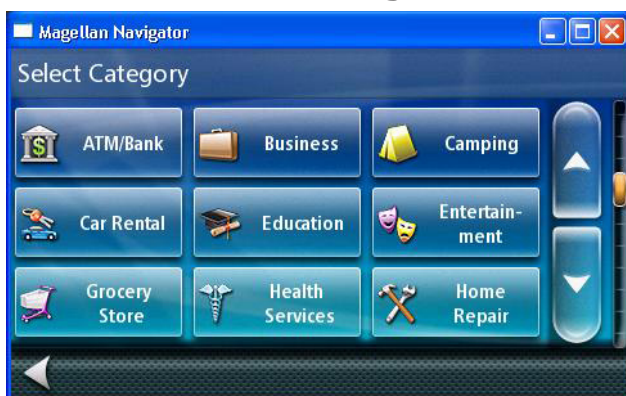 Magellan Navigator
Select Category
ATM/Bank
Business
Camping
Car Rental
Education
Entertain-
ment
Grocery
Store
Health
Services
Home
Repair